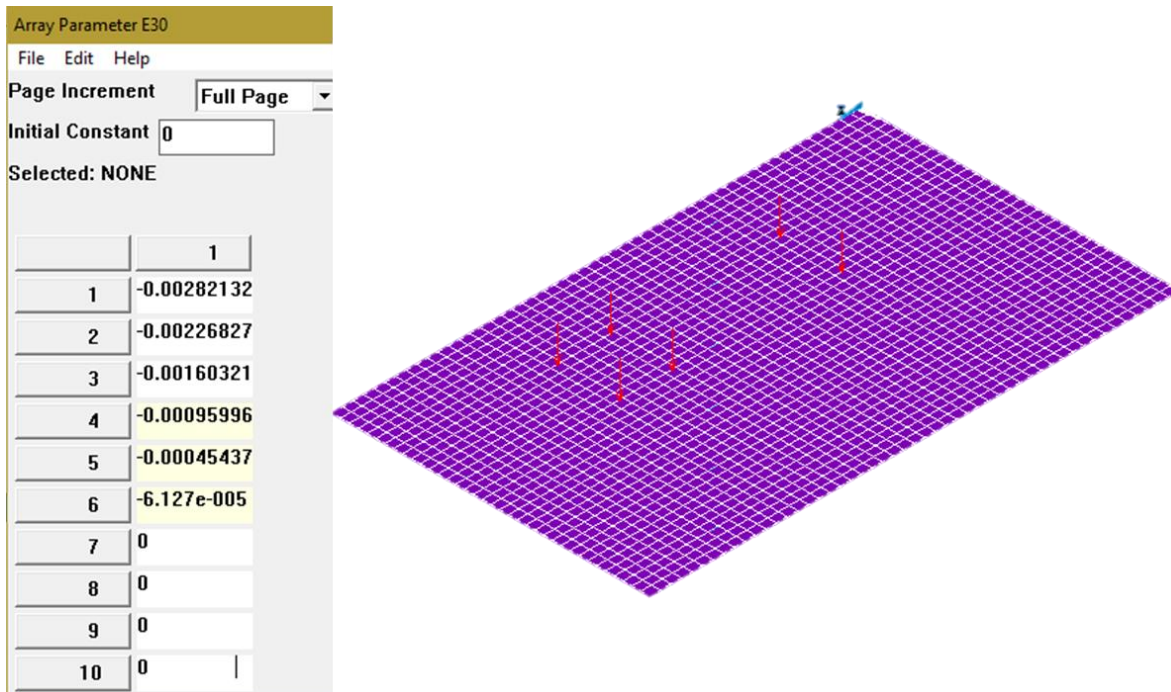 Array Parameter E30
File Edit Help
Page Increment Full Page
Initial Constant 0
Selected: NONE
1
1 -0.00282132
2 -0.00226827
3 -0.00160321
4 -0.00095996
5 -0.00045437
6 -6.127e-005
7 0
8 0
9 0
10 0